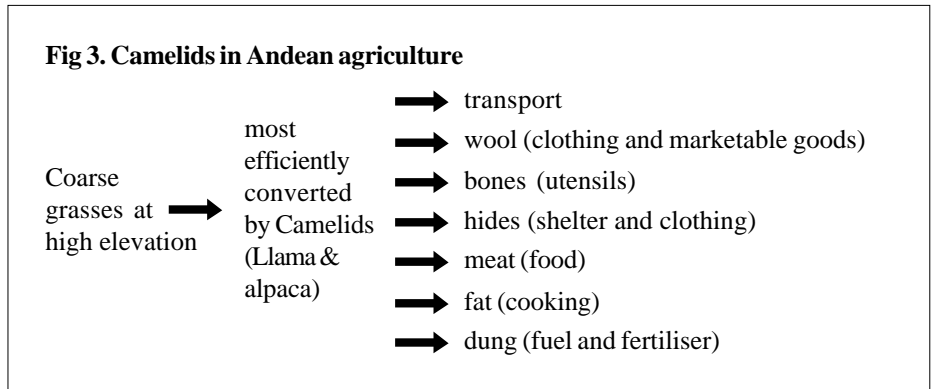 Fig 3. Camelids in Andean agriculture
Coarse
grasses at
high elevation
most
efficiently
converted
by Camelids
(Llama &
alpaca)
transport
wool (clothing and marketable goods)
bones (utensils)
hides (shelter and clothing)
meat (food)
fat (cooking)
dung (fuel and fertiliser)